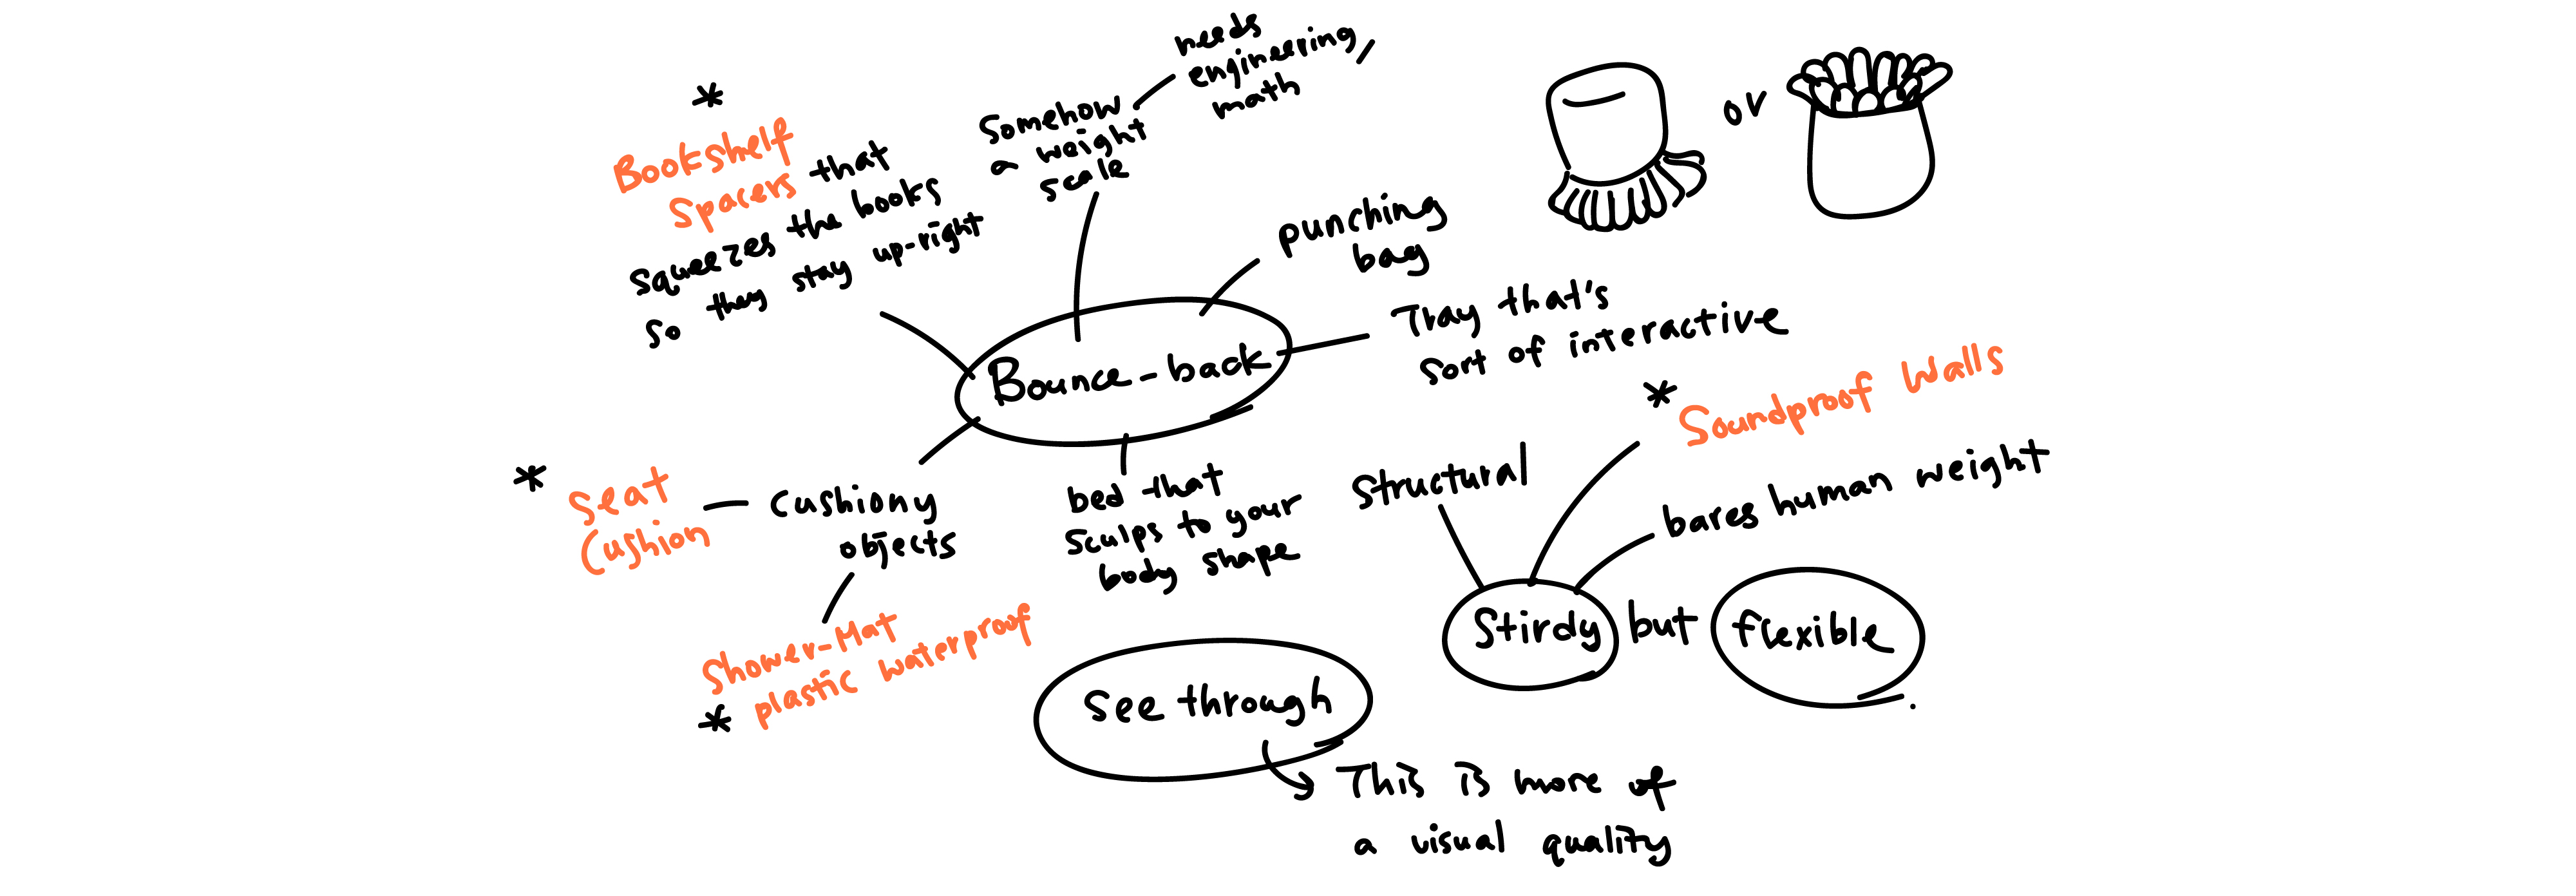 *
Bookshelf
Spacers that
squeezes the books
so they stay up-right
Somehow
a weight
scale
needs
engineering,
math
punching
bag
or
Tray that's
sort of interactive
Bounce-back
*
Seat
Cushion
Cushiony
objects
Shower-Mat
* plastic waterproof
bed that
sculps to your
body shape
See through
This is more of
a visual quality
* Soundproof Walls
Structural
bares human weight
Stirdy but flexible.